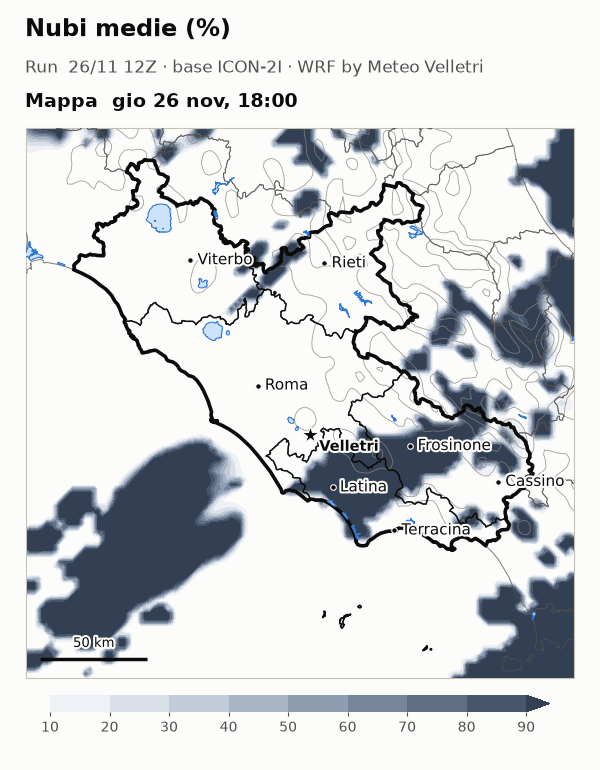 Nubi medie (%)
Run  26/11 12Z · base ICON-2I · WRF by Meteo Velletri
Mappa  gio 26 nov, 18:00
Viterbo
Rieti
Roma
Velletri
Frosinone
Cassino
Latina
Terracina
50 km
10 20 30 40 50 60 70 80 90